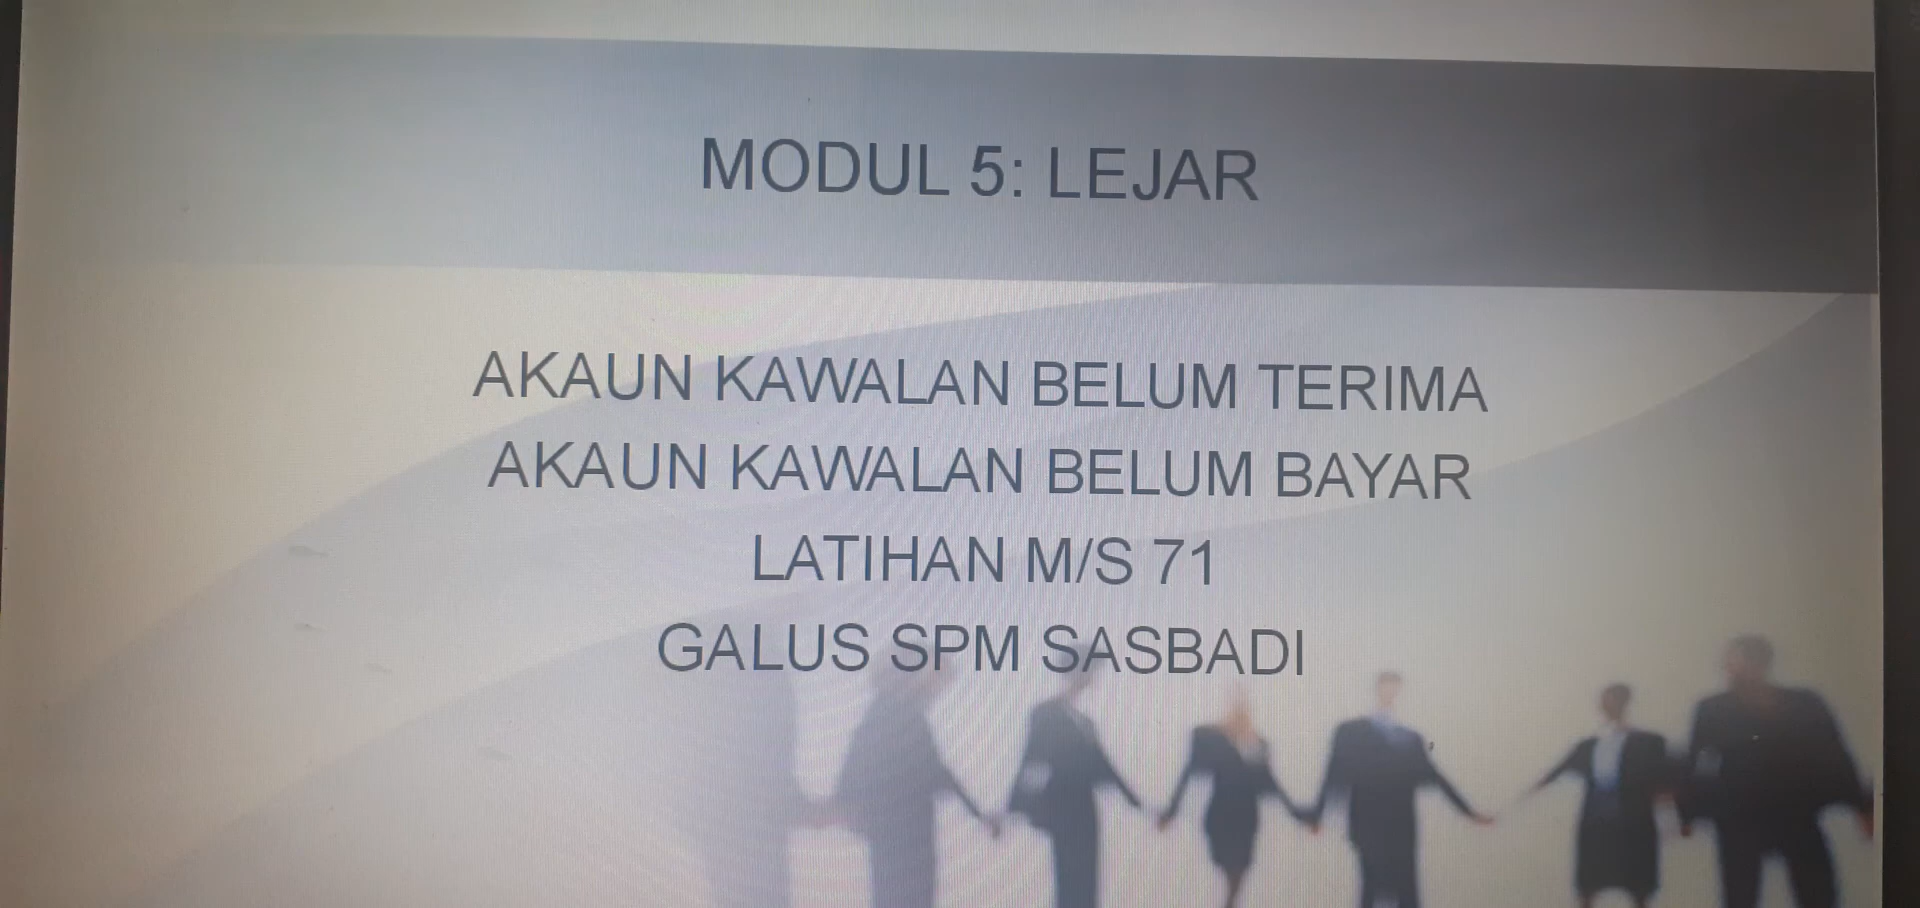 MODUL 5: LEJAR
AKAUN KAWALAN BELUM TERIMA
AKAUN KAWALAN BELUM BAYAR
LATIHAN M/S 71
GALUS SPM SASBADI